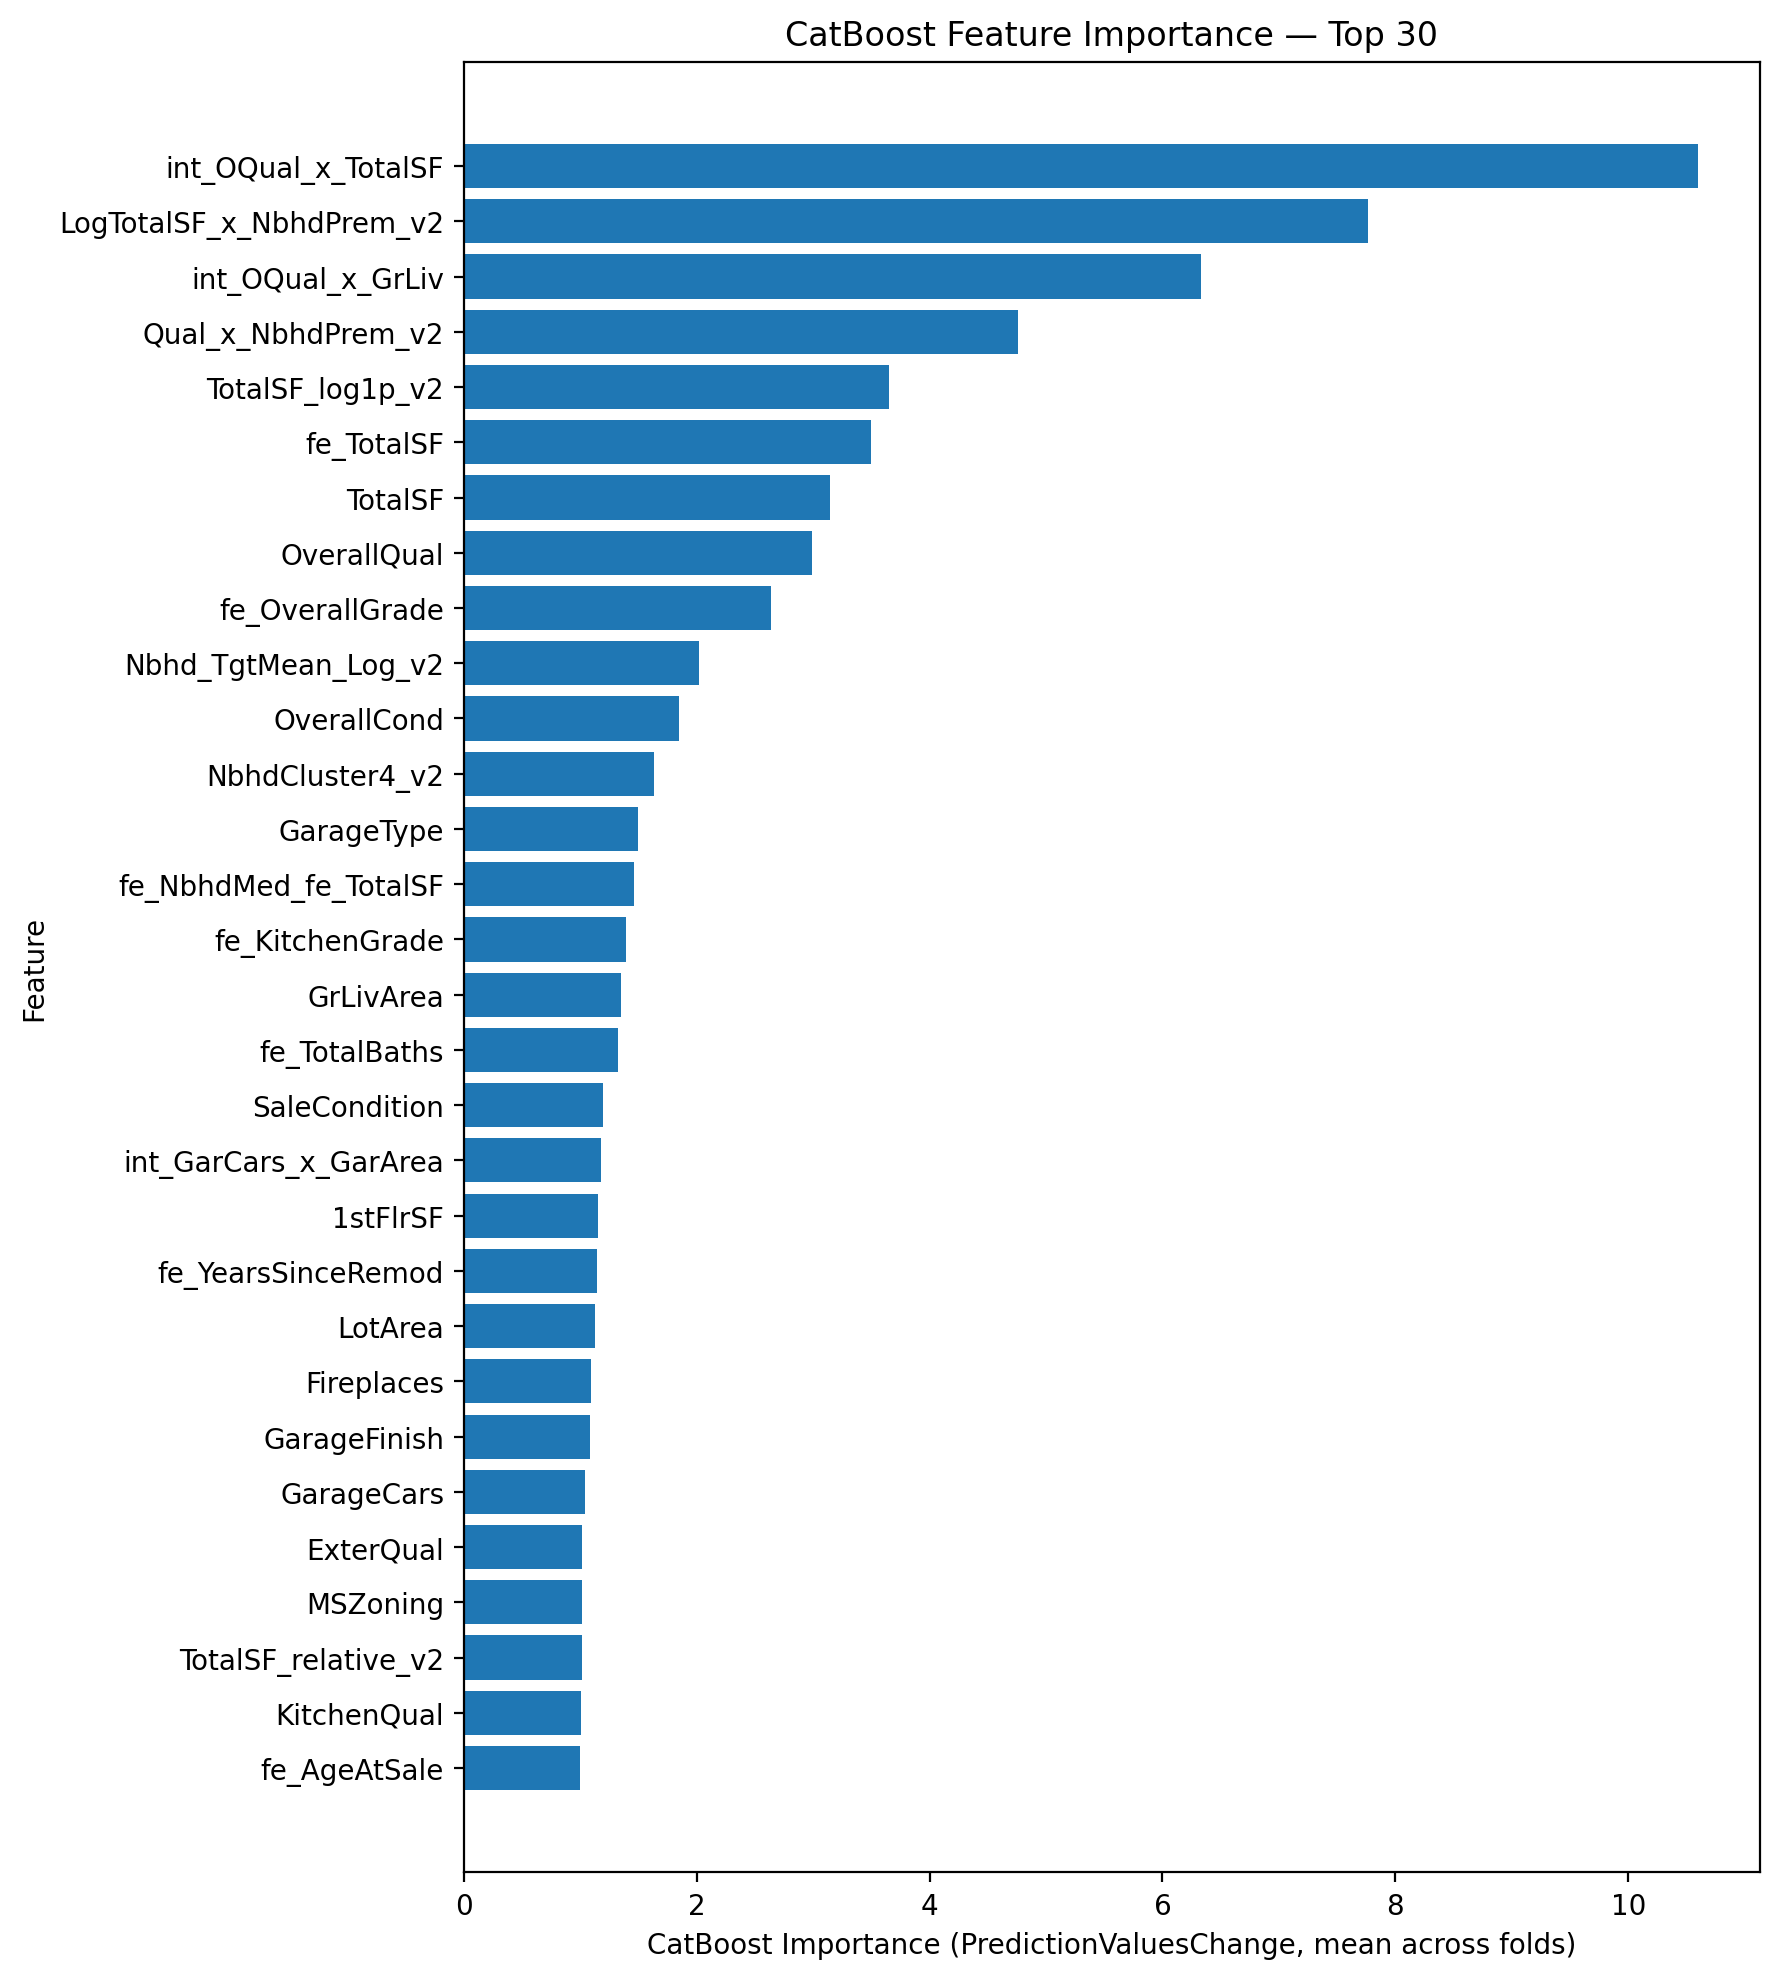 CatBoost Feature Importance — Top 30
int_OQual_x_TotalSF
LogTotalSF_x_NbhdPrem_v2
int_OQual_x_GrLiv
Qual_x_NbhdPrem_v2
TotalSF_log1p_v2
fe_TotalSF
TotalSF
OverallQual
fe_OverallGrade
Nbhd_TgtMean_Log_v2
OverallCond
NbhdCluster4_v2
GarageType
fe_NbhdMed_fe_TotalSF
fe_KitchenGrade
GrLivArea
fe_TotalBaths
SaleCondition
int_GarCars_x_GarArea
1stFlrSF
fe_YearsSinceRemod
LotArea
Fireplaces
GarageFinish
GarageCars
ExterQual
MSZoning
TotalSF_relative_v2
KitchenQual
fe_AgeAtSale
Feature
0 2 4 6 8 10
CatBoost Importance (PredictionValuesChange, mean across folds)